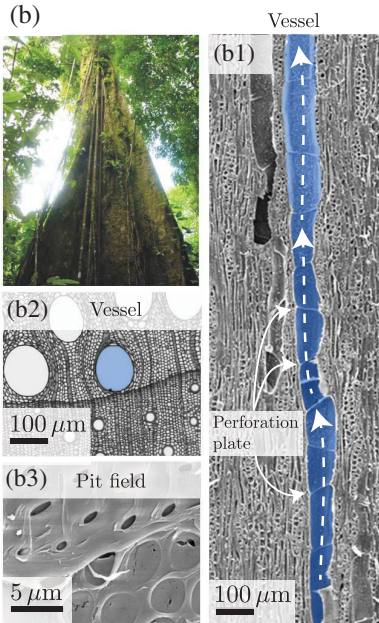 (b)
Vessel
(b1)
(b2) Vessel
100 μm
Perforation
plate
(b3) Pit field
5 μm
100 μm